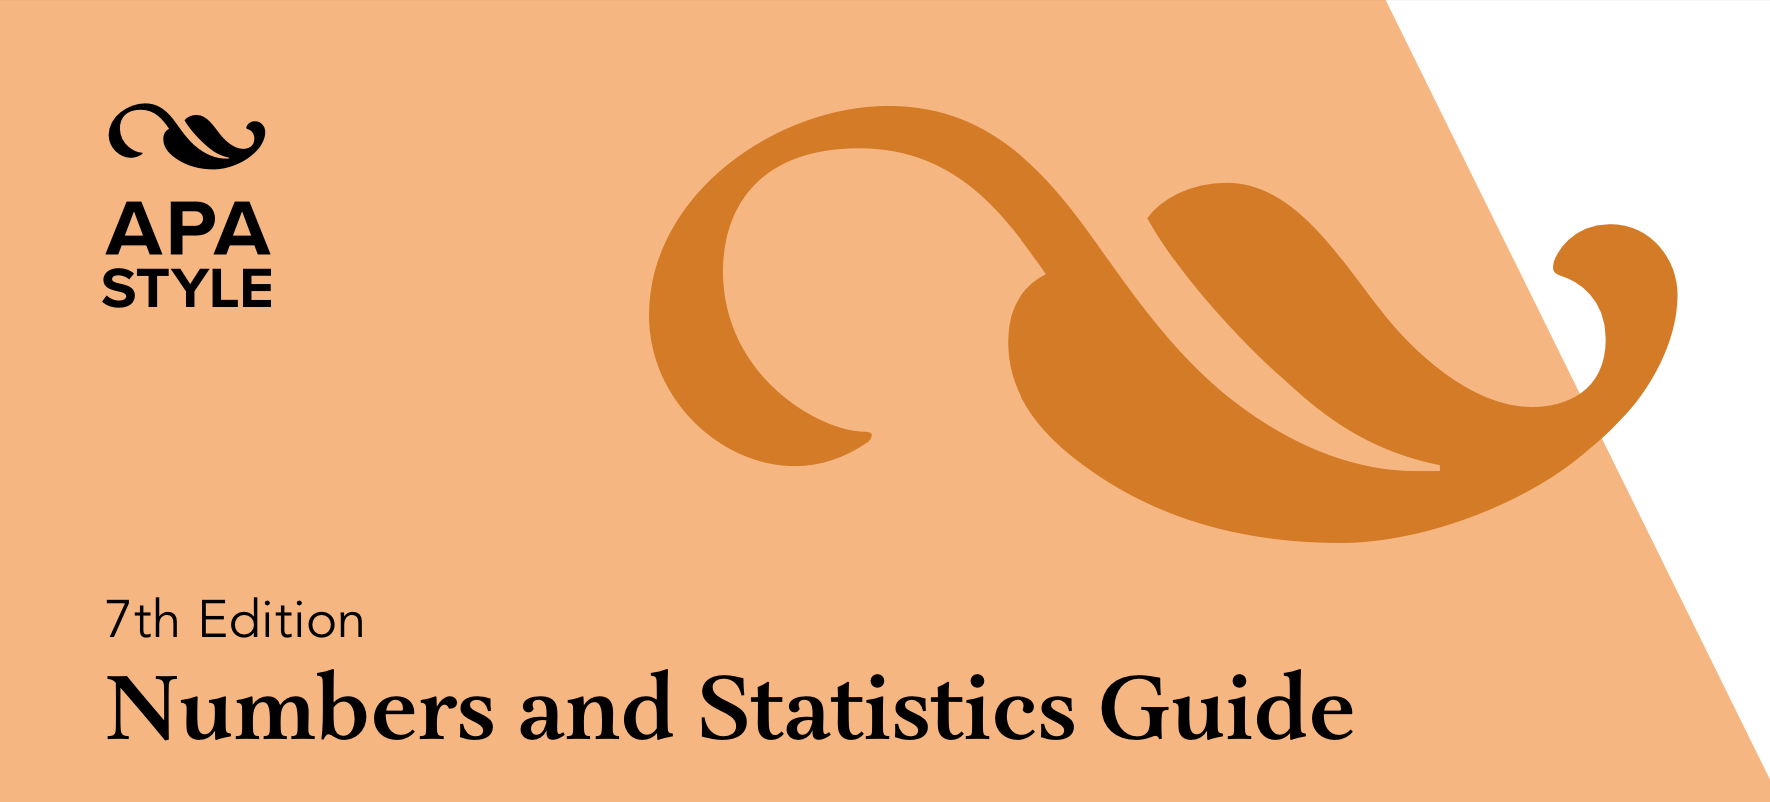 APA
STYLE
7th Edition
Numbers and Statistics Guide